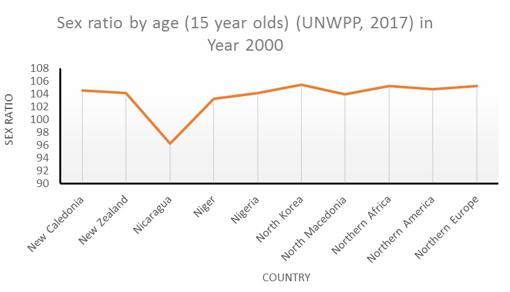 Sex ratio by age (15 year olds) (UNWPP, 2017) in
Year 2000
SEX RATIO
108
106
104
102
100
98
96
94
92
90
New Caledonia
New Zealand
Nicaragua
Niger
Nigeria
North Korea
North Macedonia
Northern Africa
Northern America
Northern Europe
COUNTRY